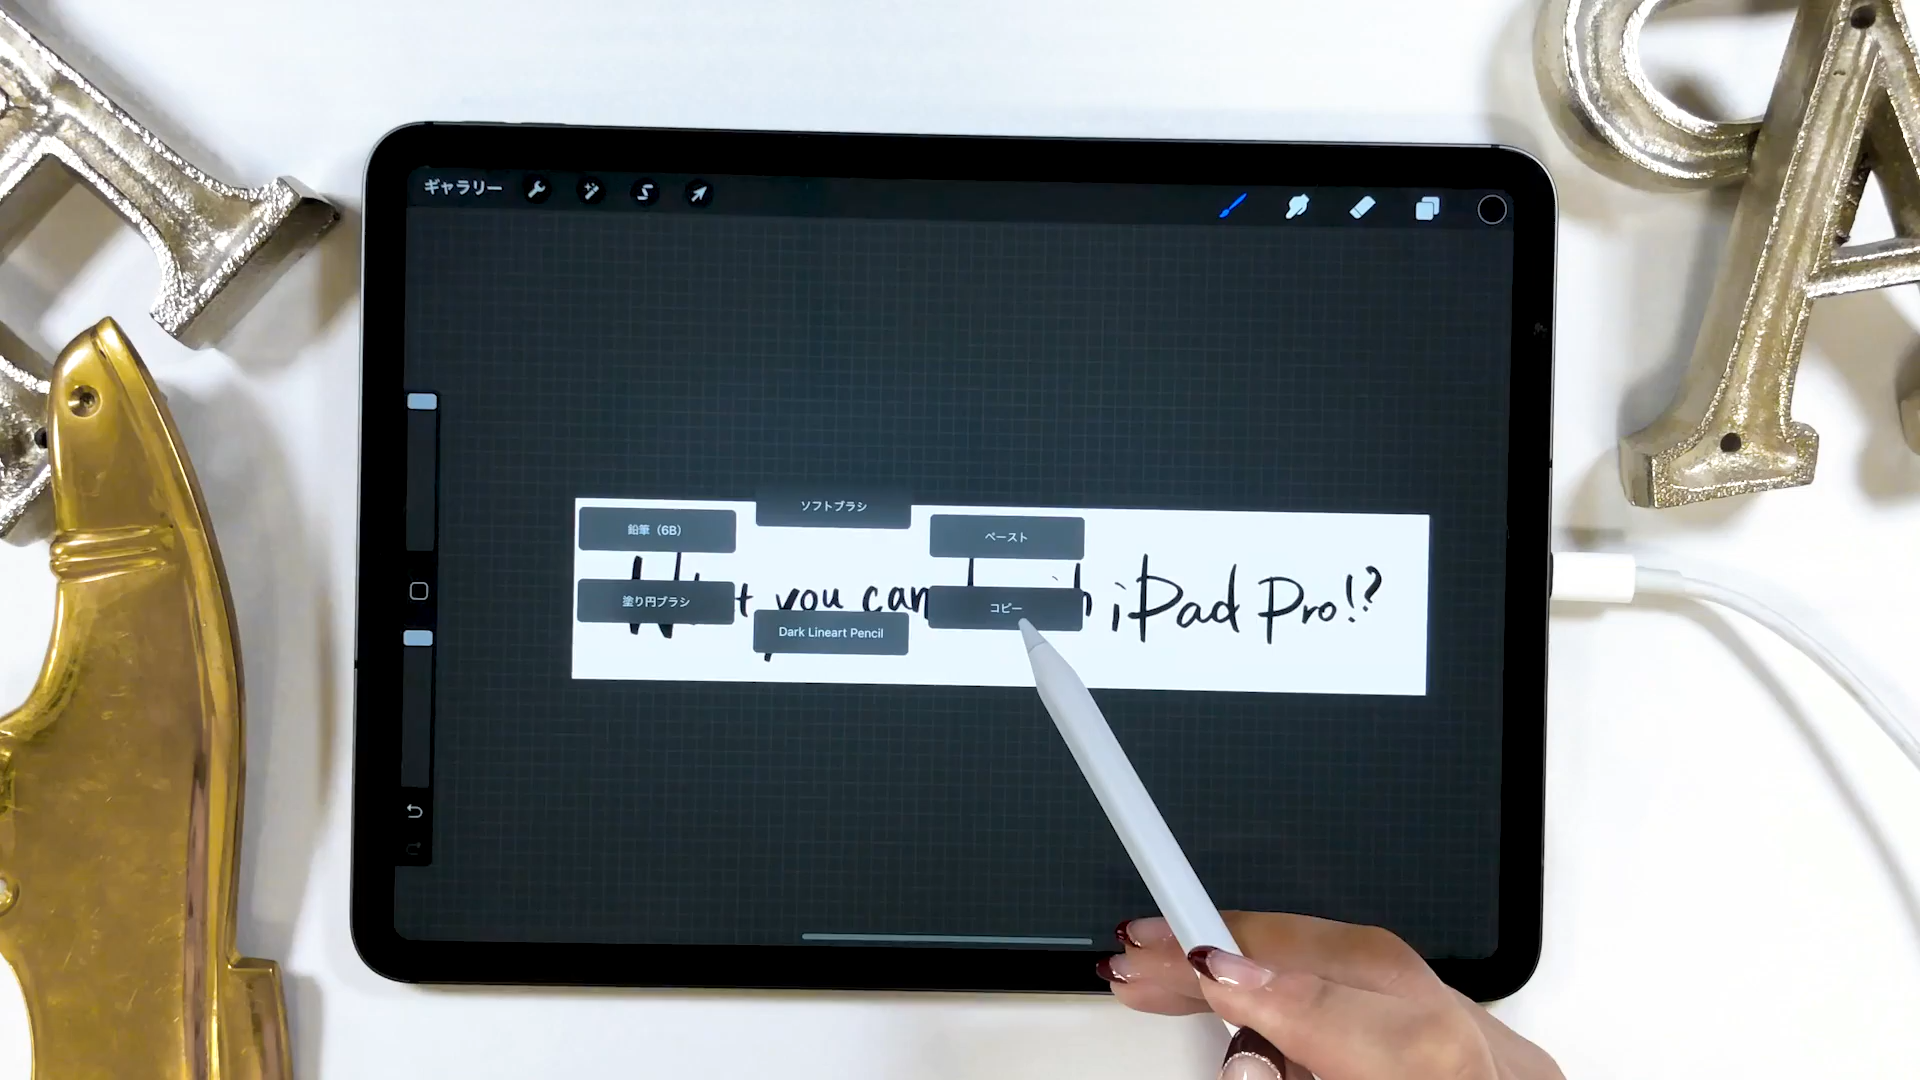 ギャラリー
ソフトブラシ
鉛筆（6B）
ペースト
塗り円ブラシ
コピー
Dark Lineart Pencil
you can iPad Pro!?